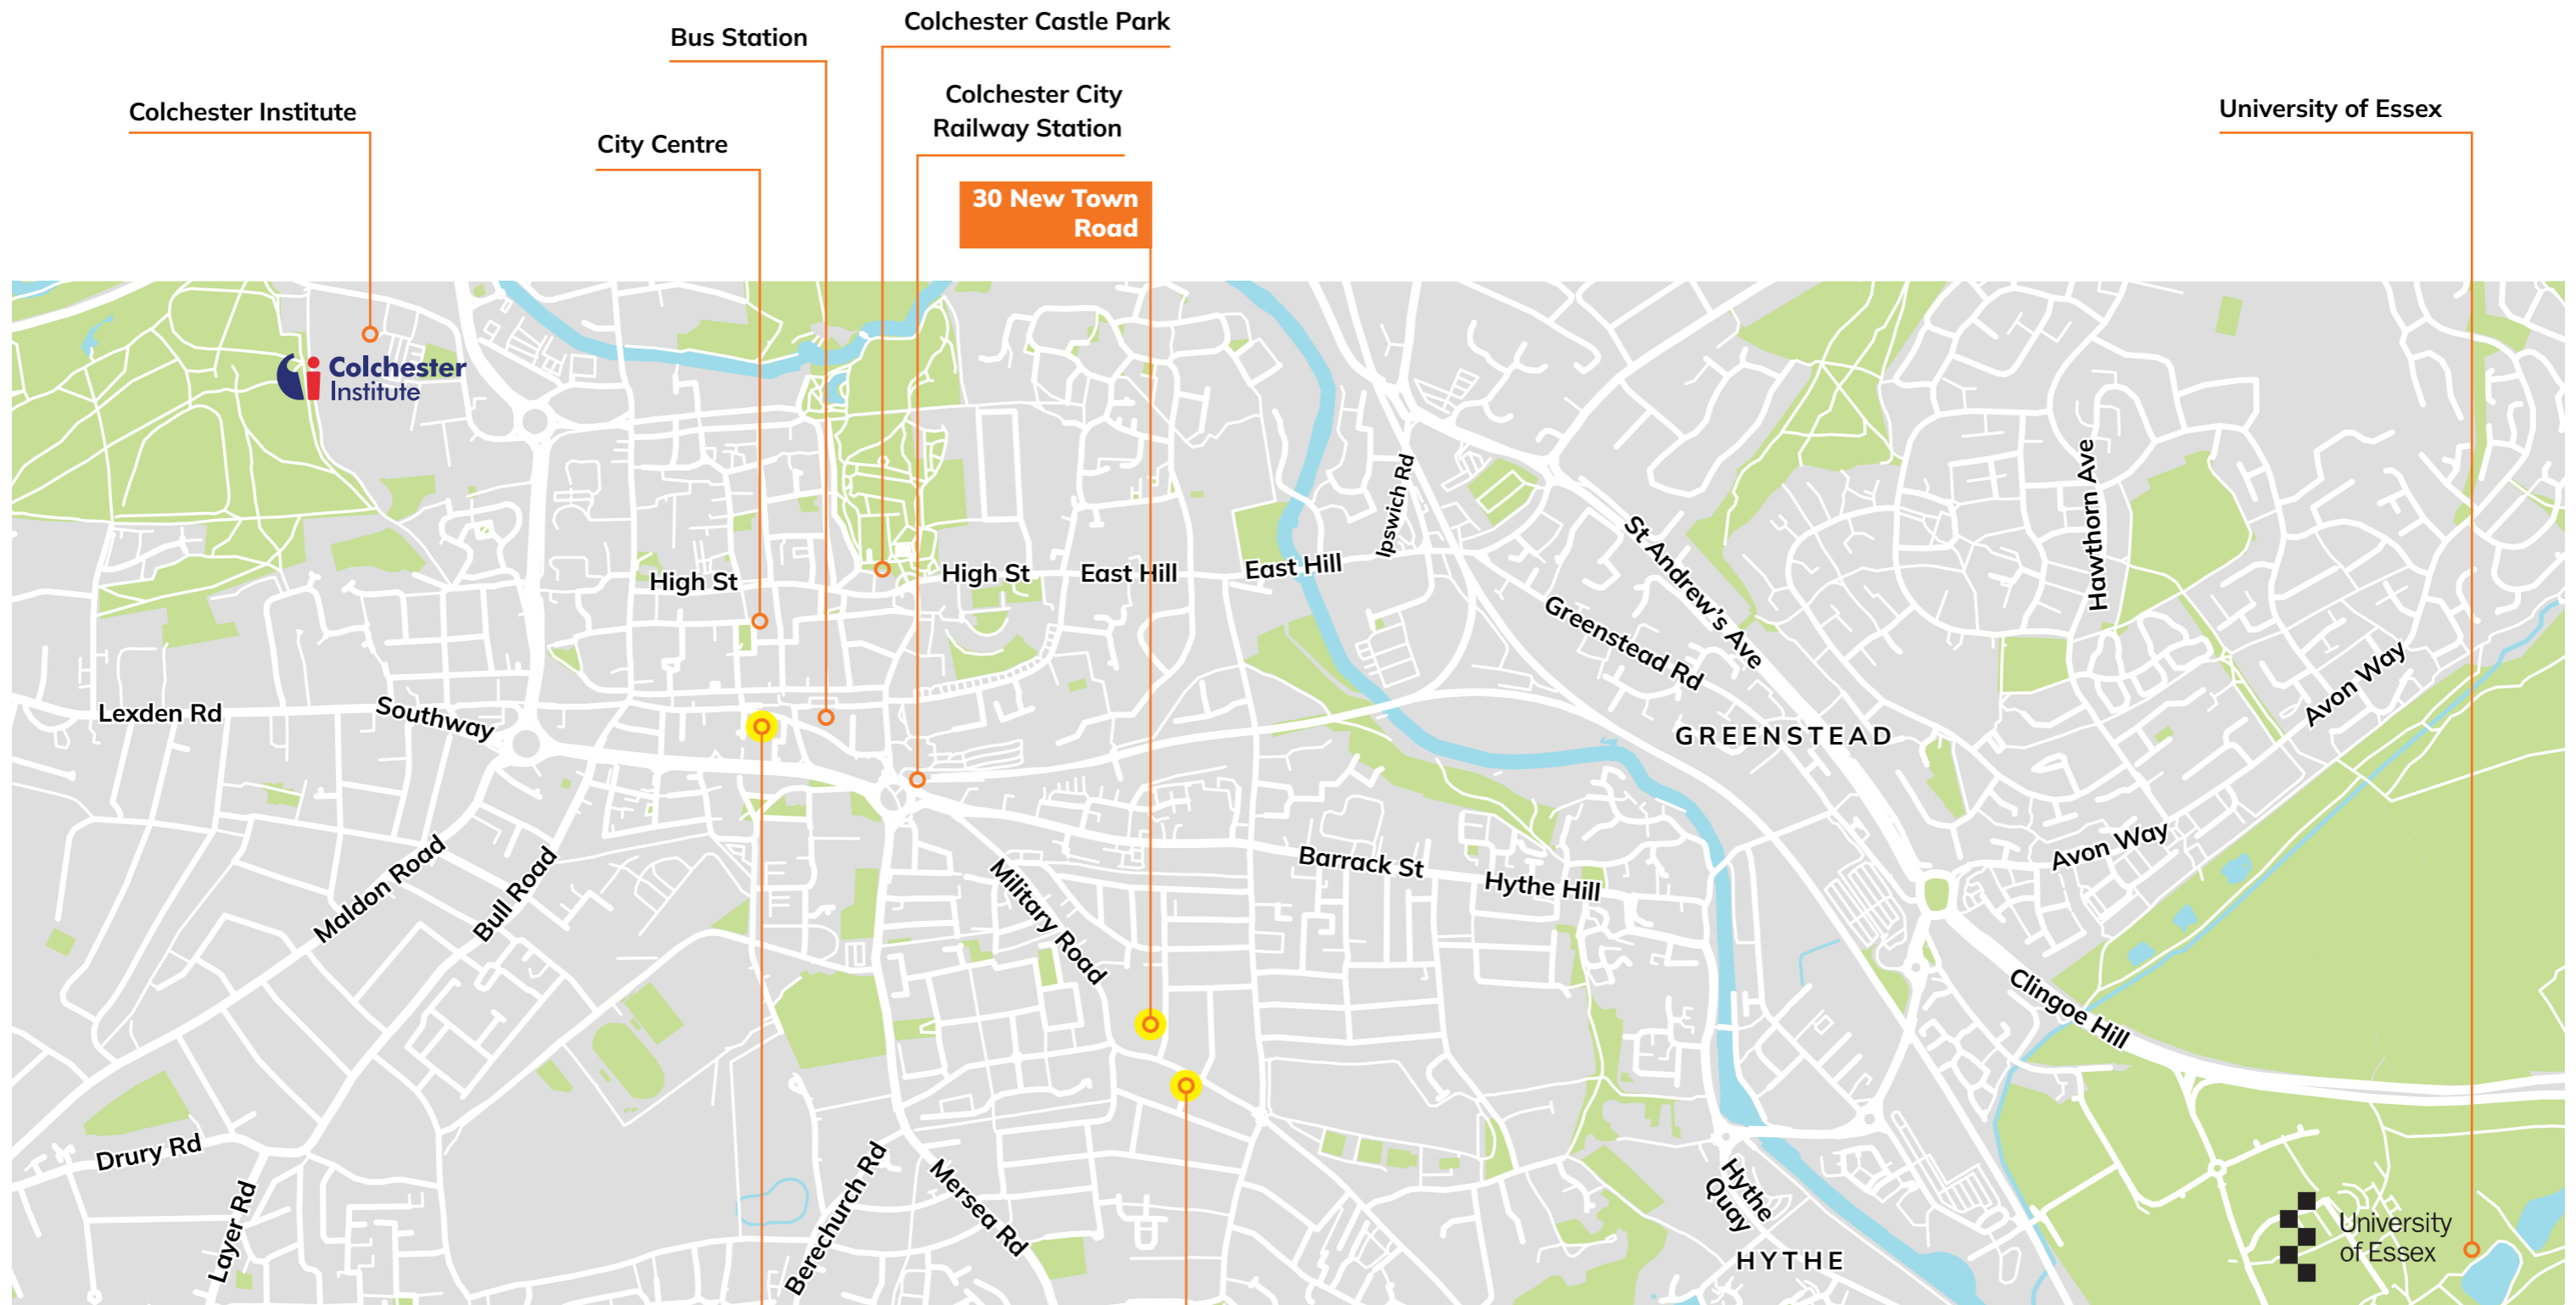 Colchester Castle Park
Bus Station
Colchester City
Railway Station
Colchester Institute
University of Essex
City Centre
30 New Town
Road
Colchester
Institute
Ipswich Rd
Hawthorn Ave
St Andrew's Ave
High St
High St
East Hill
East Hill
Greenstead Rd
Lexden Rd
Southway
GREENSTEAD
Avon Way
Maldon Road
Bull Road
Military Road
Barrack St
Hythe Hill
Avon Way
Clingoe Hill
Drury Rd
Layer Rd
Berechurch Rd
Mersea Rd
Hythe
Quay
HYTHE
University
of Essex